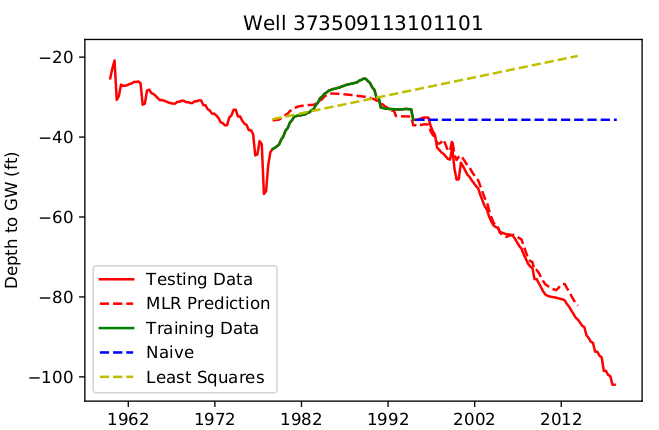 Well 373509113101101
Depth to GW (ft)
−20
−40
−60
−80
−100
Testing Data
MLR Prediction
Training Data
Naive
Least Squares
1962 1972 1982 1992 2002 2012